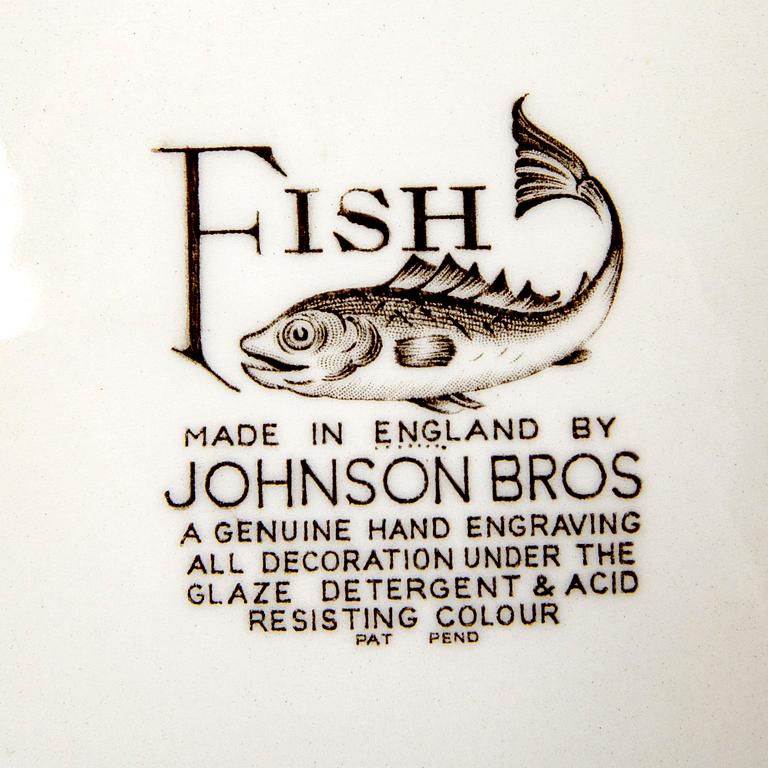 FISH
MADE IN ENGLAND BY
JOHNSON BROS
A GENUINE HAND ENGRAVING
ALL DECORATION UNDER THE
GLAZE DETERGENT & ACID
RESISTING COLOUR
PAT PEND